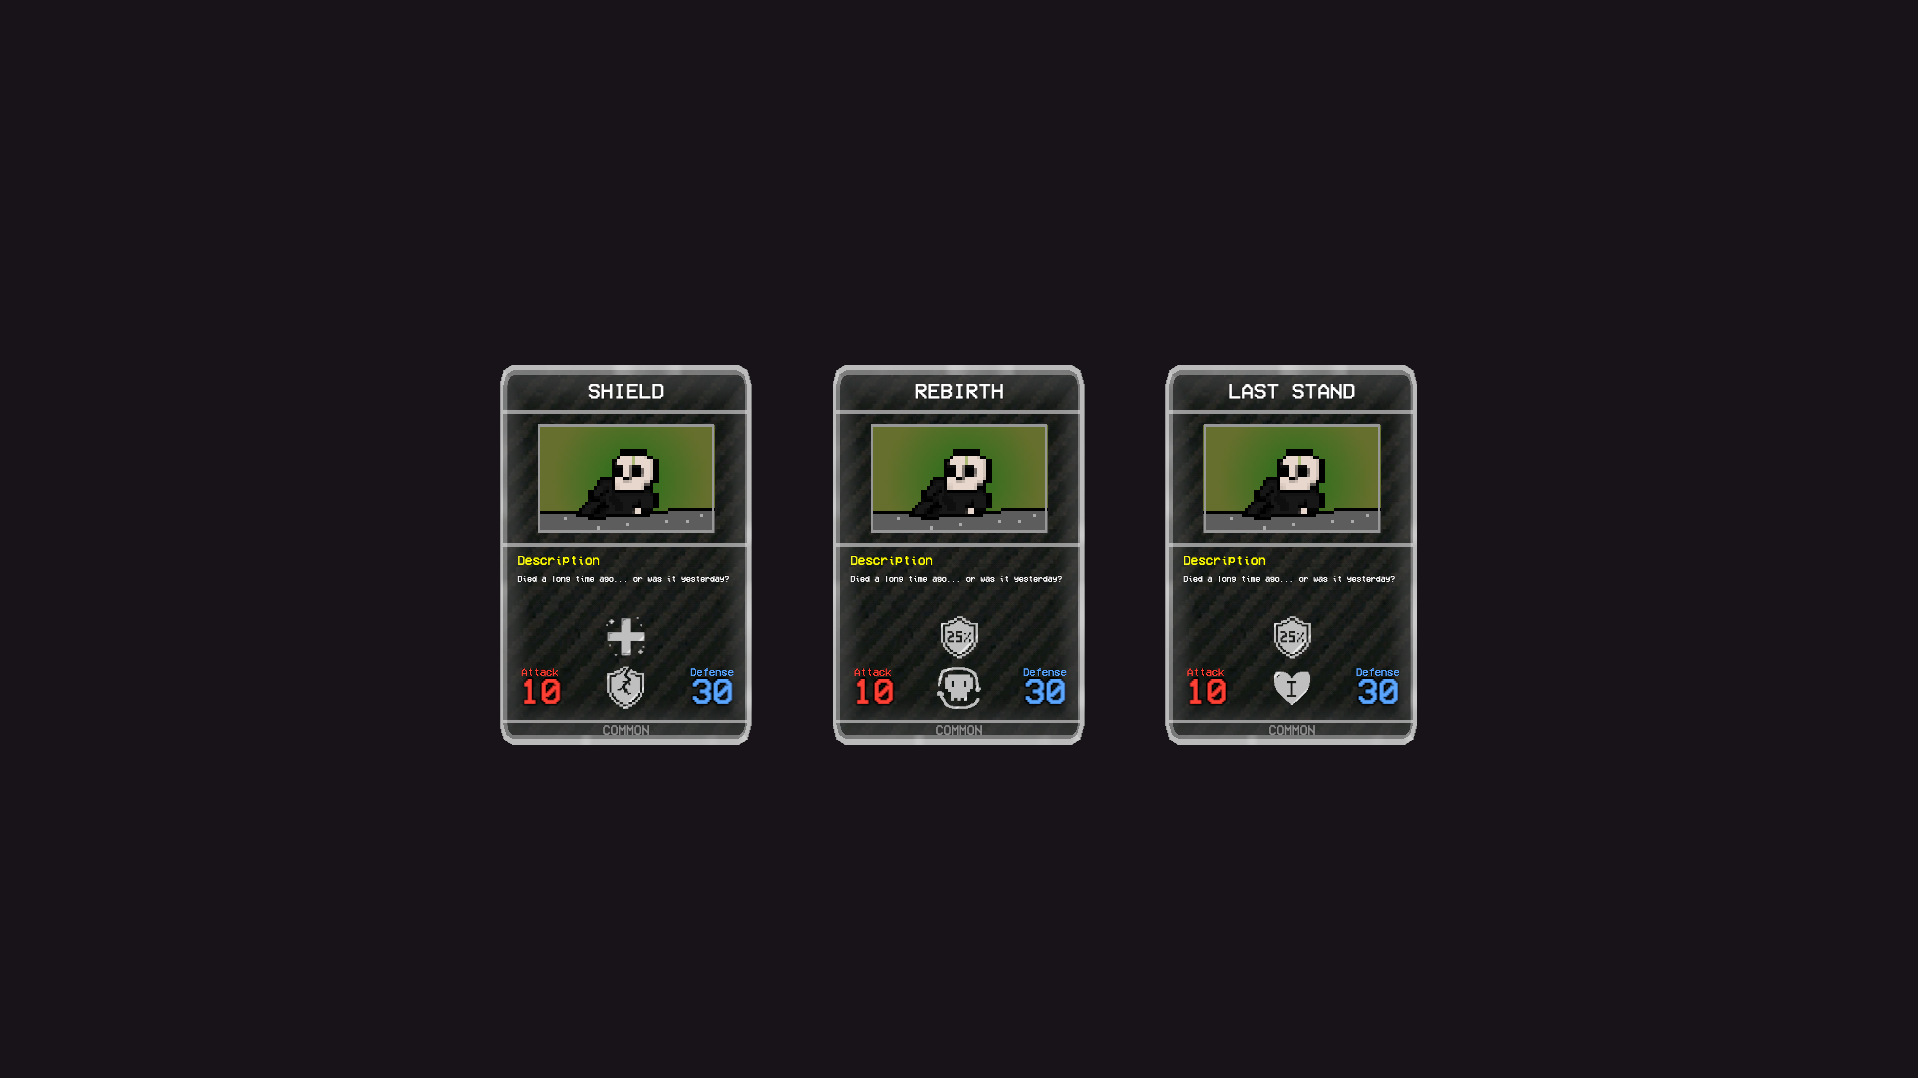 SHIELD
Description
Died a long time ago... or was it yesterday?
Attack
10
Defense
30
COMMON
REBIRTH
Description
Died a long time ago... or was it yesterday?
25%
Attack
10
Defense
30
COMMON
LAST STAND
Description
Died a long time ago... or was it yesterday?
25%
Attack
10
I
Defense
30
COMMON